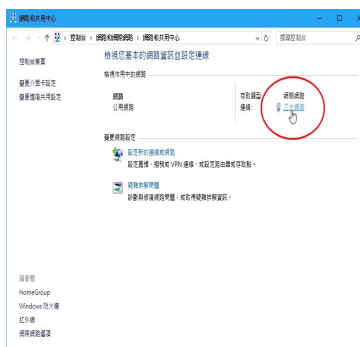 網路和共用中心
控制台 › 網路和網際網路 › 網路和共用中心
搜尋控制台
控制台首頁
變更介面卡設定
變更進階共用設定
檢視您基本的網路資訊並設定連線
檢視作用中的網路
網路
公用網路
存取類型:
網際網路
連線:
乙太網路
變更網路設定
設定新的連線或網路
設定寬頻、撥號或 VPN 連線，或設定路由器或存取點。
疑難排解問題
診斷與修復網路問題，或取得疑難排解資訊。
請參閱
HomeGroup
Windows 防火牆
紅外線
網際網路選項